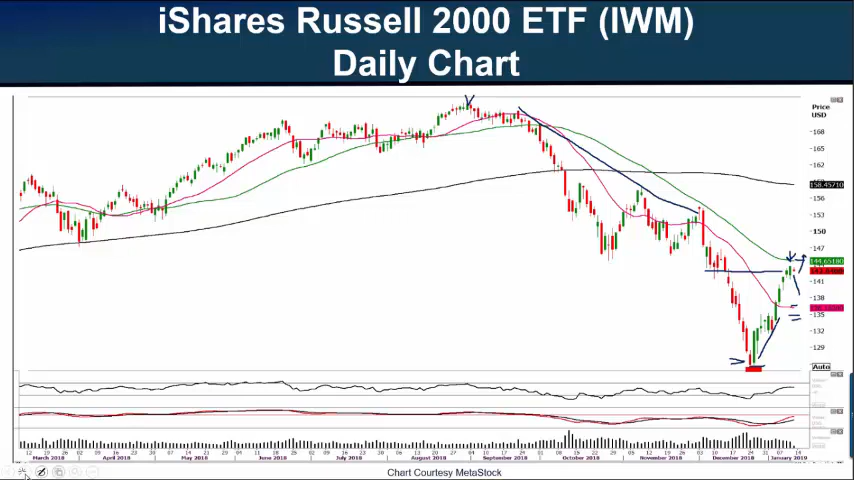 iShares Russell 2000 ETF (IWM)
Daily Chart
Price
USD
168
165
162
158.45710
156
153
150
147
144.65180
141
138
135
132
129
Auto
March 2018
April 2018
May 2018
June 2018
July 2018
August 2018
September 2018
October 2018
November 2018
December 2018
January 2019
Chart Courtesy MetaStock